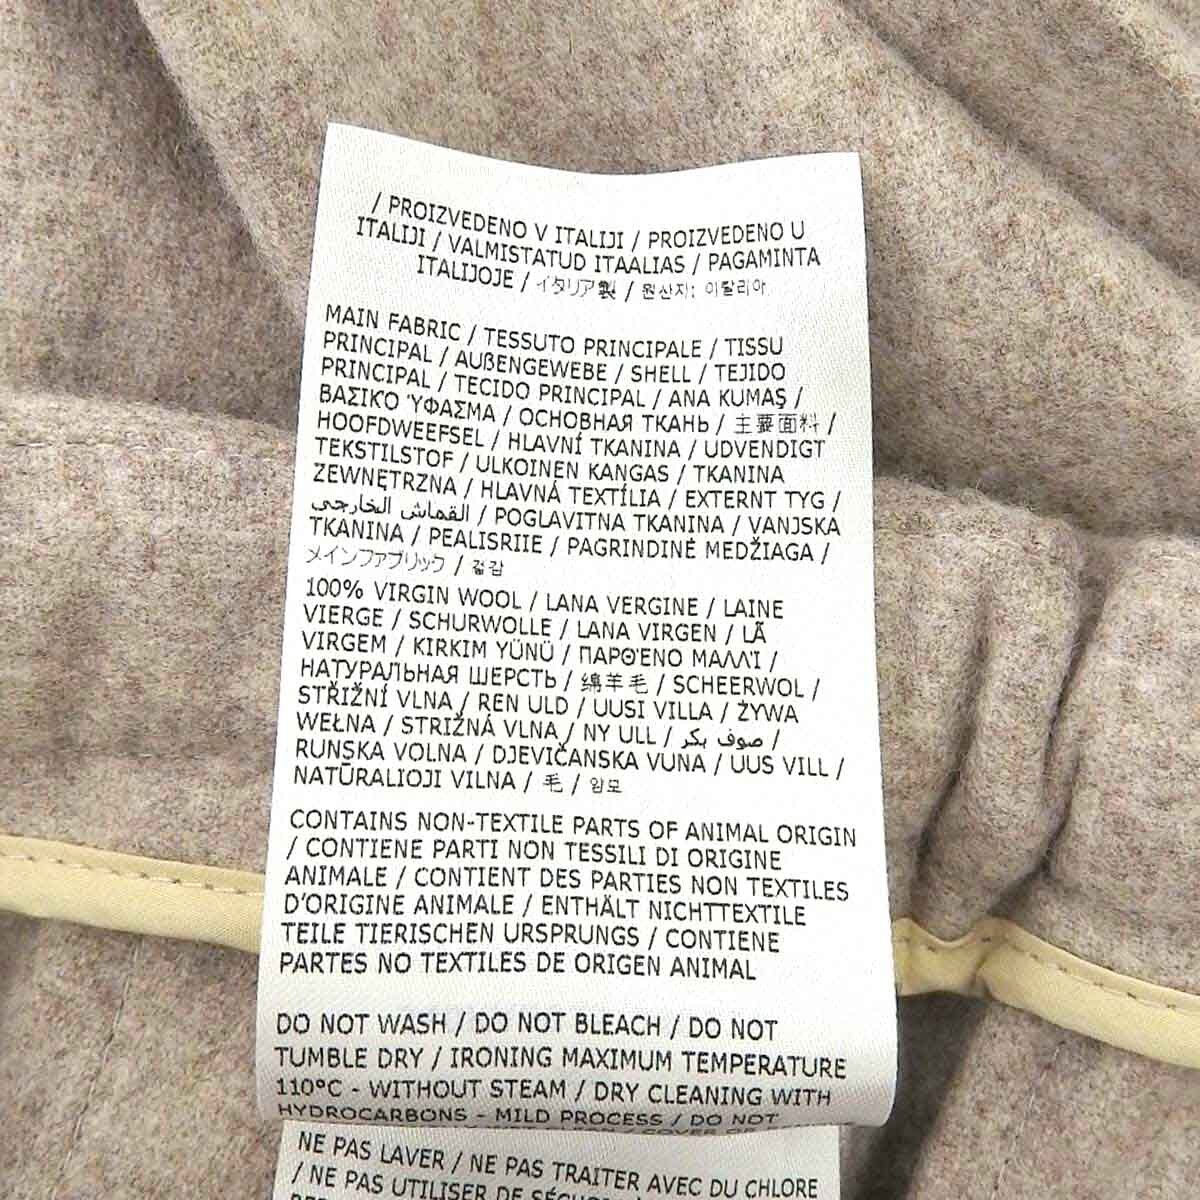 / PROIZVEDENO V ITALIJI / PROIZVEDENO U
ITALIJI / VALMISTATUD ITAALIAS / PAGAMINTA
ITALIJOJE / イタリア製 / 원산지: 이탈리아
MAIN FABRIC / TESSUTO PRINCIPALE / TISSU
PRINCIPAL / AUßENGEWEBE / SHELL / TEJIDO
PRINCIPAL / TECIDO PRINCIPAL / ANA KUMAŞ /
ΒΑΣΙΚΌ ΎΦΑΣΜΑ / ОСНОВНАЯ ТКАНЬ / 主要面料 /
HOOFDWEEFSEL / HLAVNÍ TKANINA / UDVENDIGT
TEKSTILSTOF / ULKOINEN KANGAS / TKANINA
ZEWNĘTRZNA / HLAVNÁ TEXTÍLIA / EXTERNT TYG /
القماش الخارجي / POGLAVITNA TKANINA / VANJSKA
TKANINA / PEALISRIIE / PAGRINDINĖ MEDŽIAGA /
メインファブリック / 겉감
100% VIRGIN WOOL / LANA VERGINE / LAINE
VIERGE / SCHURWOLLE / LANA VIRGEN / LÃ
VIRGEM / KIRKIM YÜNÜ / ΠΑΡΘΈΝΟ ΜΑΛΛΊ /
НАТУРАЛЬНАЯ ШЕРСТЬ / 绵羊毛 / SCHEERWOL /
STŘIŽNÍ VLNA / REN ULD / UUSI VILLA / ŻYWA
WEŁNA / STRIŽNÁ VLNA / NY ULL / صوف بكر /
RUNSKA VOLNA / DJEVIČANSKA VUNA / UUS VILL /
NATŪRALIOJI VILNA / 毛 / 양모
CONTAINS NON-TEXTILE PARTS OF ANIMAL ORIGIN
/ CONTIENE PARTI NON TESSILI DI ORIGINE
ANIMALE / CONTIENT DES PARTIES NON TEXTILES
D'ORIGINE ANIMALE / ENTHÄLT NICHTTEXTILE
TEILE TIERISCHEN URSPRUNGS / CONTIENE
PARTES NO TEXTILES DE ORIGEN ANIMAL
DO NOT WASH / DO NOT BLEACH / DO NOT
TUMBLE DRY / IRONING MAXIMUM TEMPERATURE
110°C - WITHOUT STEAM / DRY CLEANING WITH
HYDROCARBONS - MILD PROCESS / DO NOT
COVER OR
NE PAS LAVER / NE PAS TRAITER AVEC DU CHLORE
/ NE PAS UTILISER DE